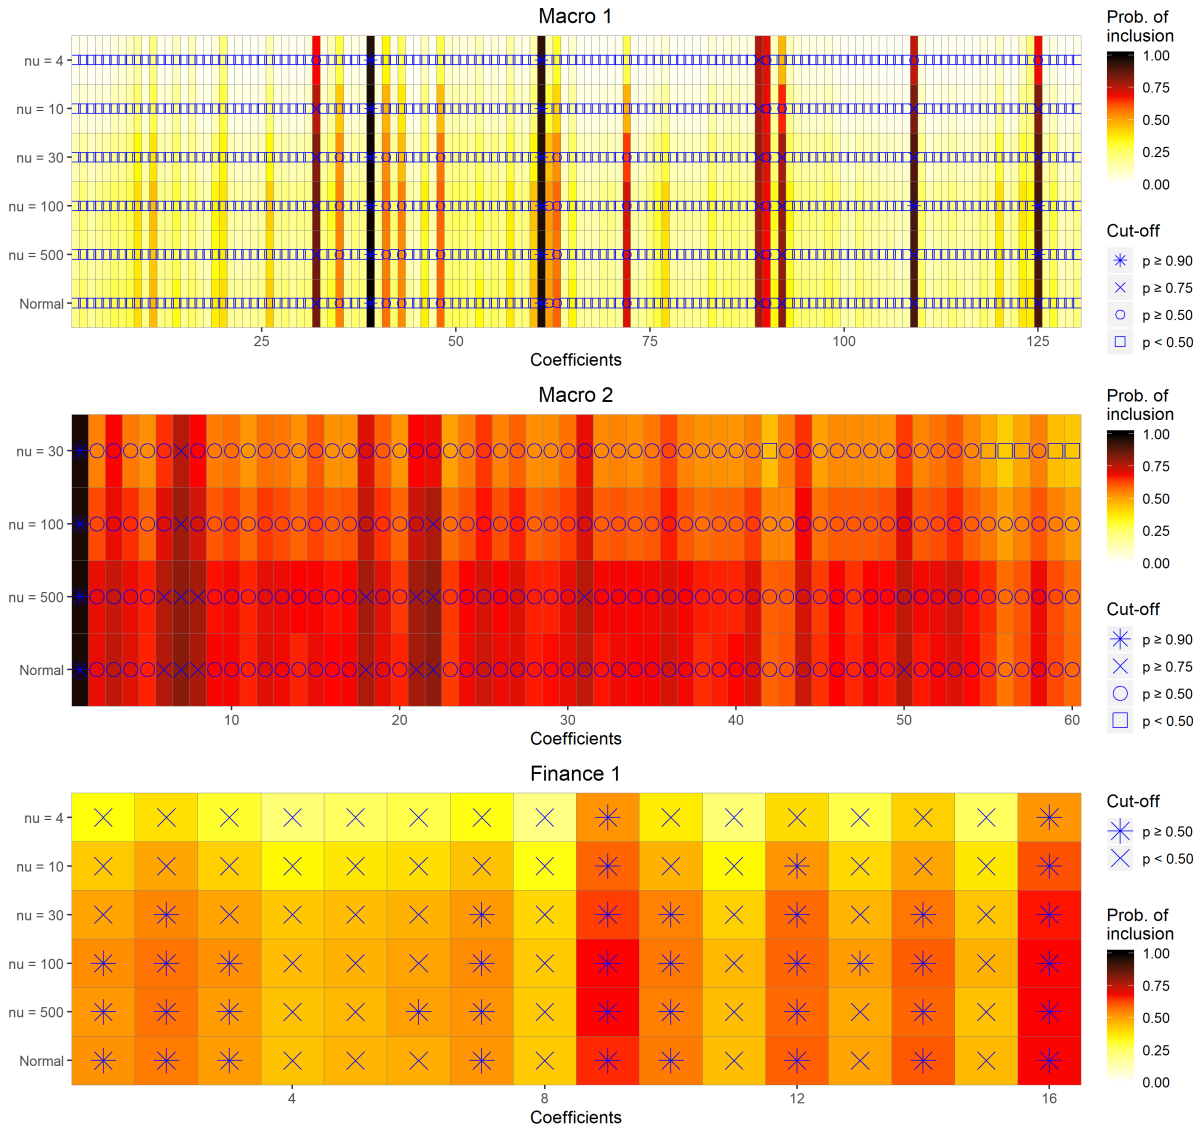 Macro 1
nu = 4
nu = 10
nu = 30
nu = 100
nu = 500
Normal
25
50
75
100
125
Coefficients
Prob. of
inclusion
1.00
0.75
0.50
0.25
0.00
Cut-off
p ≥ 0.90
p ≥ 0.75
p ≥ 0.50
p < 0.50
Macro 2
nu = 30
nu = 100
nu = 500
Normal
10
20
30
40
50
60
Coefficients
Prob. of
inclusion
1.00
0.75
0.50
0.25
0.00
Cut-off
p ≥ 0.90
p ≥ 0.75
p ≥ 0.50
p < 0.50
Finance 1
nu = 4
nu = 10
nu = 30
nu = 100
nu = 500
Normal
4
8
12
16
Coefficients
Cut-off
p ≥ 0.50
p < 0.50
Prob. of
inclusion
1.00
0.75
0.50
0.25
0.00